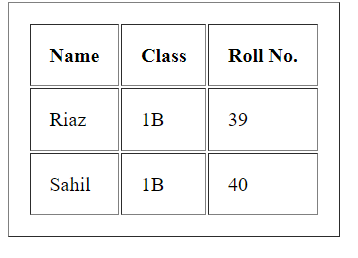 Name Class Roll No.
Riaz 1B 39
Sahil 1B 40